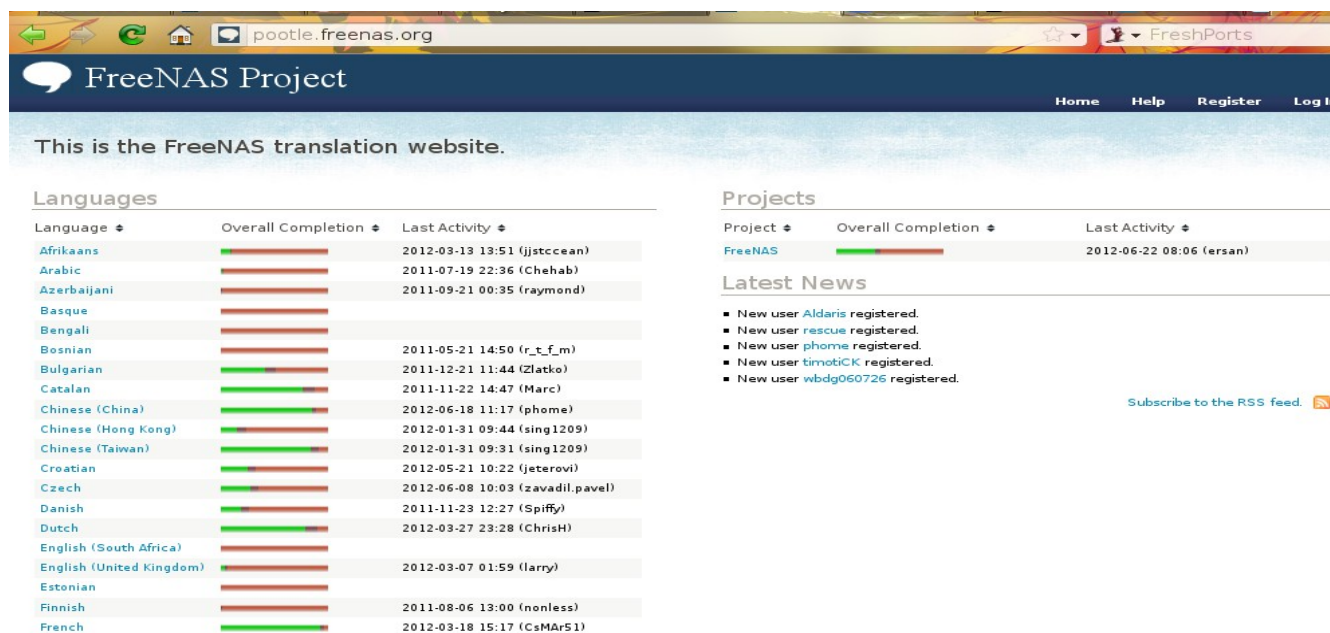 pootle.freenas.org
FreshPorts
FreeNAS Project
Home Help Register Log I
This is the FreeNAS translation website.
Languages
Language Overall Completion Last Activity
Afrikaans 2012-03-13 13:51 (jjstccean)
Arabic 2011-07-19 22:36 (Chehab)
Azerbaijani 2011-09-21 00:35 (raymond)
Basque
Bengali
Bosnian 2011-05-21 14:50 (r_t_f_m)
Bulgarian 2011-12-21 11:44 (Zlatko)
Catalan 2011-11-22 14:47 (Marc)
Chinese (China) 2012-06-18 11:17 (phome)
Chinese (Hong Kong) 2012-01-31 09:44 (sing1209)
Chinese (Taiwan) 2012-01-31 09:31 (sing1209)
Croatian 2012-05-21 10:22 (jeterovi)
Czech 2012-06-08 10:03 (zavadil.pavel)
Danish 2011-11-23 12:27 (Spiffy)
Dutch 2012-03-27 23:28 (ChrisH)
English (South Africa)
English (United Kingdom) 2012-03-07 01:59 (larry)
Estonian
Finnish 2011-08-06 13:00 (nonless)
French 2012-03-18 15:17 (CsMAr51)
Projects
Project Overall Completion Last Activity
FreeNAS 2012-06-22 08:06 (ersan)
Latest News
New user Aldaris registered.
New user rescue registered.
New user phome registered.
New user timotiCK registered.
New user wbdg060726 registered.
Subscribe to the RSS feed.